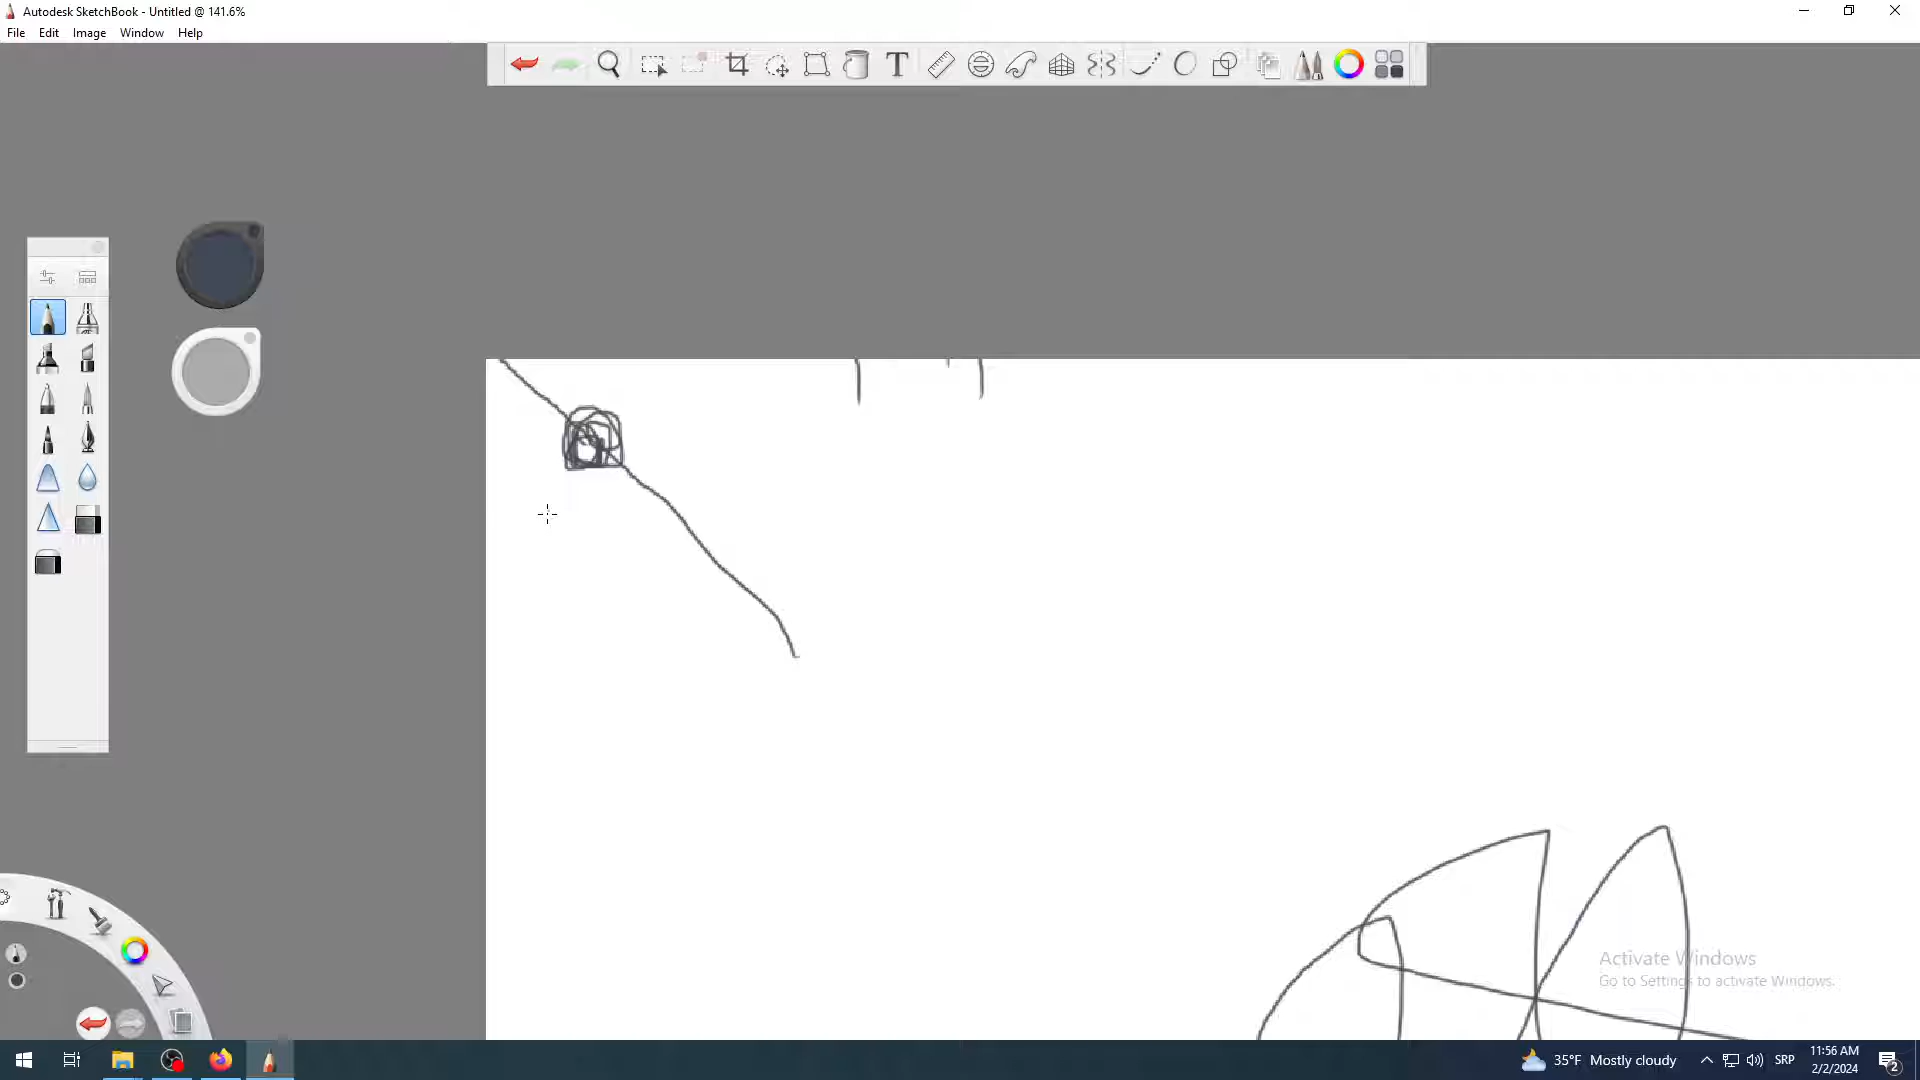 Autodesk SketchBook - Untitled @ 141.6%
File Edit Image Window Help
T
Activate Windows
Go to Settings to activate Windows.
35°F Mostly cloudy
SRP
11:56 AM
2/2/2024
2